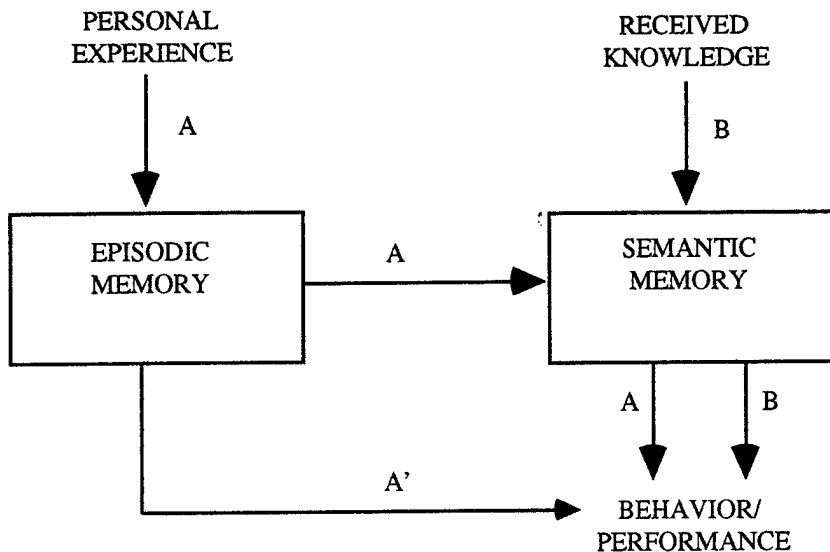 PERSONAL
EXPERIENCE
RECEIVED
KNOWLEDGE
A
B
EPISODIC
MEMORY
A
SEMANTIC
MEMORY
A
B
A'
BEHAVIOR/
PERFORMANCE